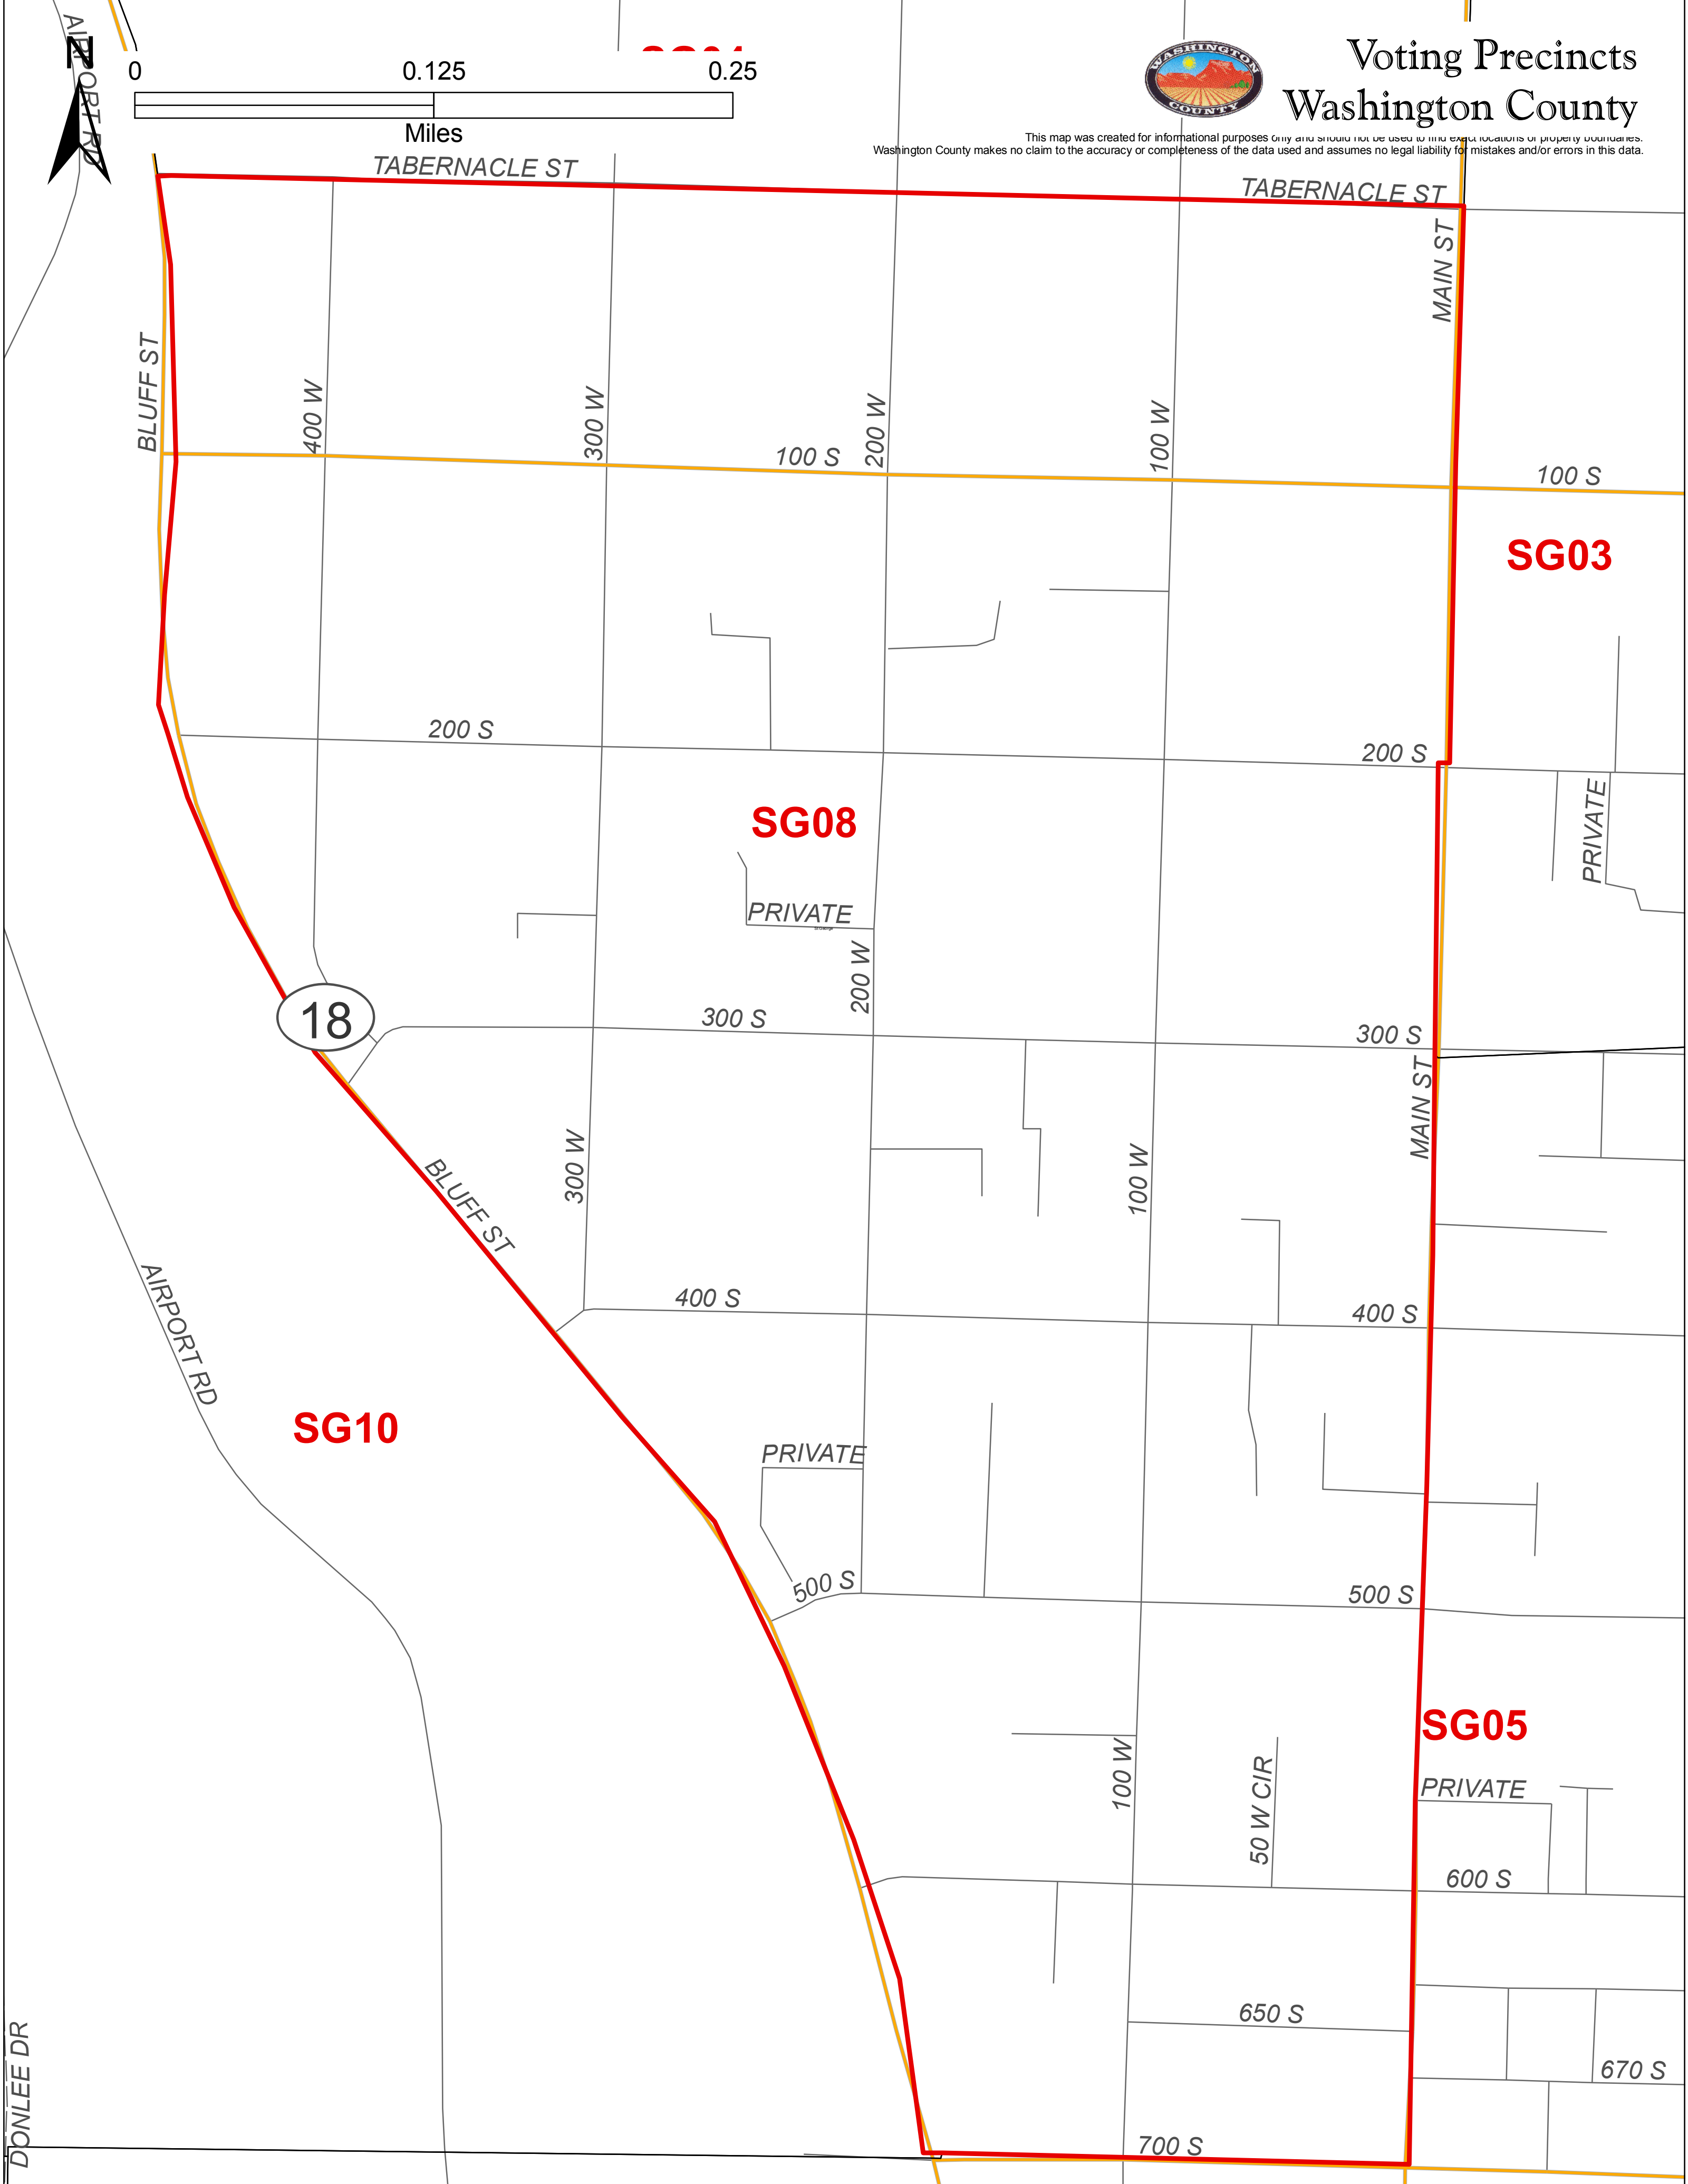 AIRPORT RD
N
0 0.125 0.25
Miles
WASHINGTON
COUNTY
Voting Precincts
Washington County
This map was created for informational purposes only and should not be used to find exact locations of property boundaries.
Washington County makes no claim to the accuracy or completeness of the data used and assumes no legal liability for mistakes and/or errors in this data.
TABERNACLE ST
TABERNACLE ST
MAIN ST
BLUFF ST
400 W
300 W
200 W
100 W
100 S
100 S
SG03
200 S
200 S
PRIVATE
SG08
PRIVATE
200 W
18
300 S
300 S
MAIN ST
BLUFF ST
300 W
100 W
AIRPORT RD
400 S
400 S
SG10
PRIVATE
500 S
500 S
SG05
PRIVATE
100 W
50 W CIR
600 S
650 S
670 S
DONLEE DR
700 S